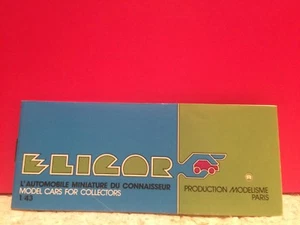 ELIGOR
L'AUTOMOBILE MINIATURE DU CONNAISSEUR
MODEL CARS FOR COLLECTORS
1/43
PRODUCTION MODELISME
PARIS